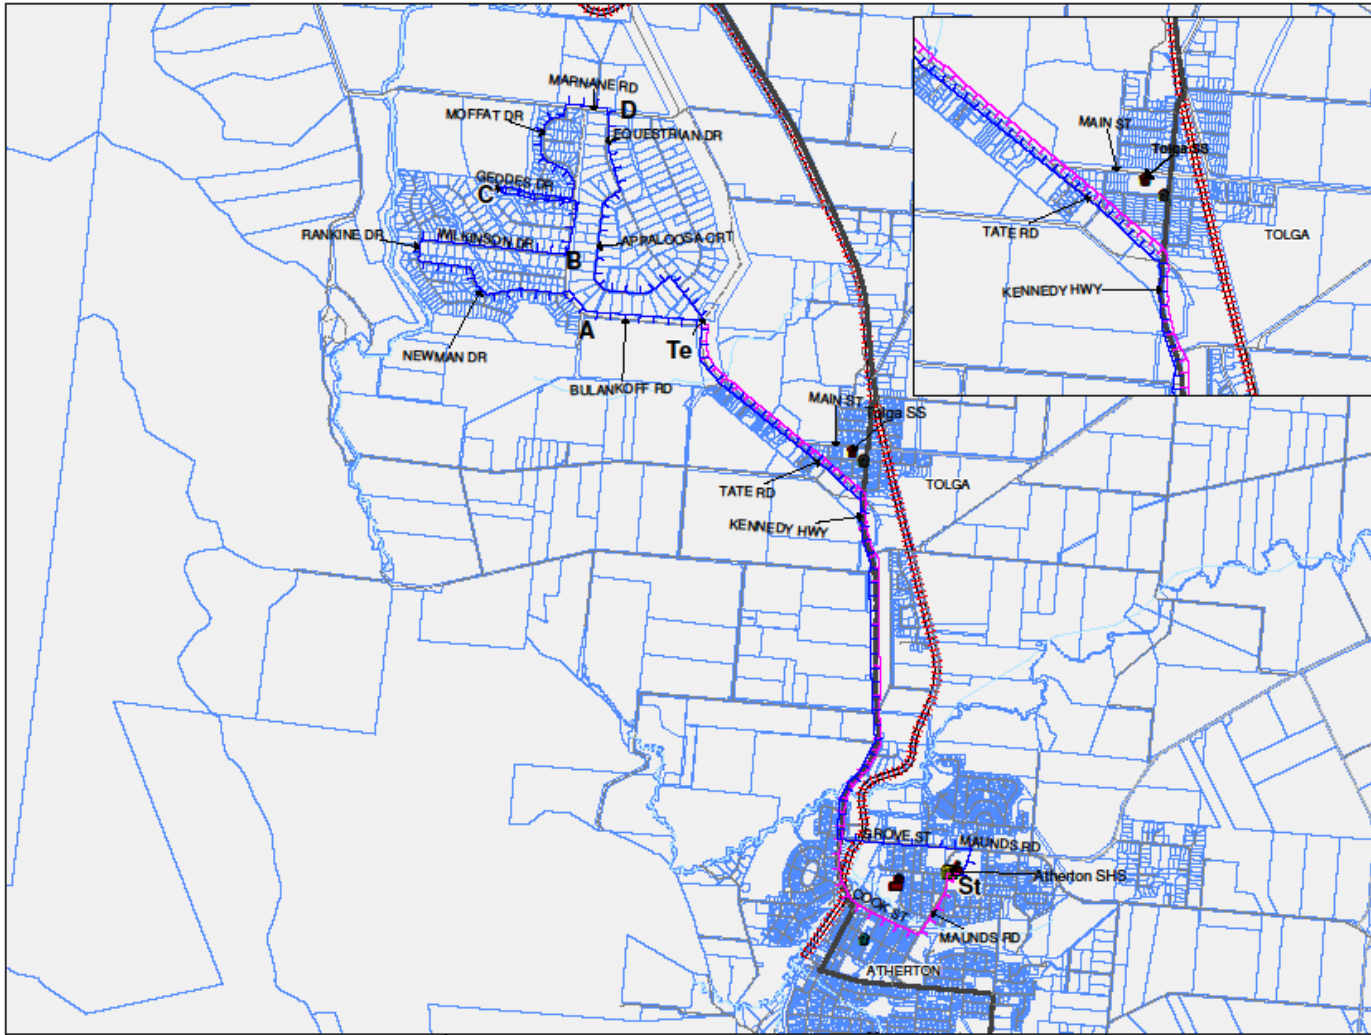 MARNANE RD
D
MOFFAT DR
EQUESTRIAN DR
GEDDES DR
C
RANKINE DR
WILKINSON DR
APPALOOSA CRT
B
A
NEWMAN DR
Te
BULANKOFF RD
MAIN ST
Tolga SS
TATE RD
TOLGA
KENNEDY HWY
MAIN ST
Tolga SS
TATE RD
TOLGA
KENNEDY HWY
GROVE ST
MAUNDS RD
Atherton SHS
St
COOK ST
MAUNDS RD
ATHERTON